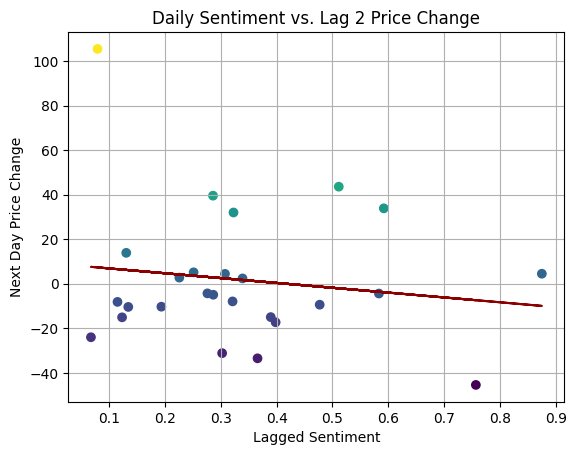 Daily Sentiment vs. Lag 2 Price Change
Next Day Price Change
100
80
60
40
20
0
−20
−40
0.1 0.2 0.3 0.4 0.5 0.6 0.7 0.8 0.9
Lagged Sentiment